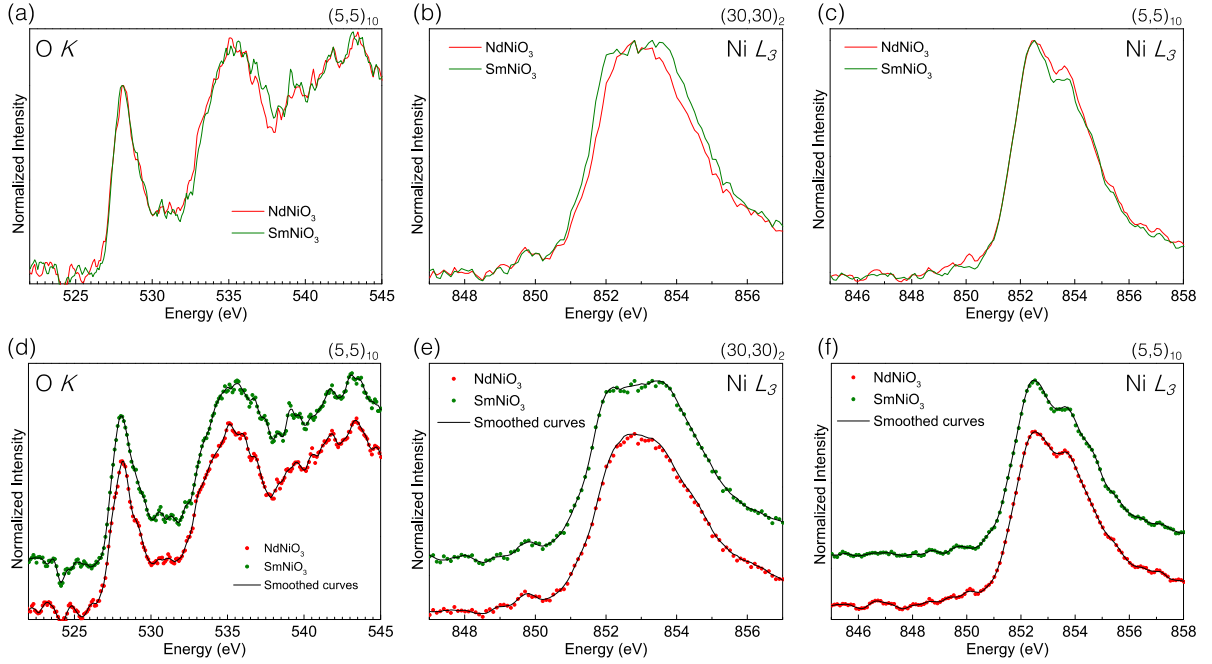 (a)
(5,5)₁₀
O K
Normalized Intensity
NdNiO₃
SmNiO₃
525 530 535 540 545
Energy (eV)
(b)
(30,30)₂
Ni L₃
Normalized Intensity
NdNiO₃
SmNiO₃
848 850 852 854 856
Energy (eV)
(c)
(5,5)₁₀
Ni L₃
Normalized Intensity
NdNiO₃
SmNiO₃
846 848 850 852 854 856 858
Energy (eV)
(d)
(5,5)₁₀
O K
Normalized Intensity
NdNiO₃
SmNiO₃
Smoothed curves
525 530 535 540 545
Energy (eV)
(e)
(30,30)₂
Ni L₃
Normalized Intensity
NdNiO₃
SmNiO₃
Smoothed curves
848 850 852 854 856
Energy (eV)
(f)
(5,5)₁₀
Ni L₃
Normalized Intensity
NdNiO₃
SmNiO₃
Smoothed curves
846 848 850 852 854 856 858
Energy (eV)